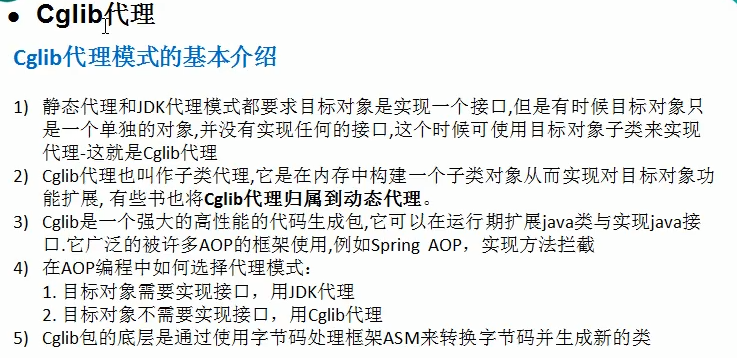 ● Cglib代理
Cglib代理模式的基本介绍
1) 静态代理和JDK代理模式都要求目标对象是实现一个接口,但是有时候目标对象只
是一个单独的对象,并没有实现任何的接口,这个时候可使用目标对象子类来实现
代理-这就是Cglib代理
2) Cglib代理也叫作子类代理,它是在内存中构建一个子类对象从而实现对目标对象功
能扩展, 有些书也将Cglib代理归属到动态代理。
3) Cglib是一个强大的高性能的代码生成包,它可以在运行期扩展java类与实现java接
口.它广泛的被许多AOP的框架使用,例如Spring AOP，实现方法拦截
4) 在AOP编程中如何选择代理模式：
1. 目标对象需要实现接口，用JDK代理
2. 目标对象不需要实现接口，用Cglib代理
5) Cglib包的底层是通过使用字节码处理框架ASM来转换字节码并生成新的类